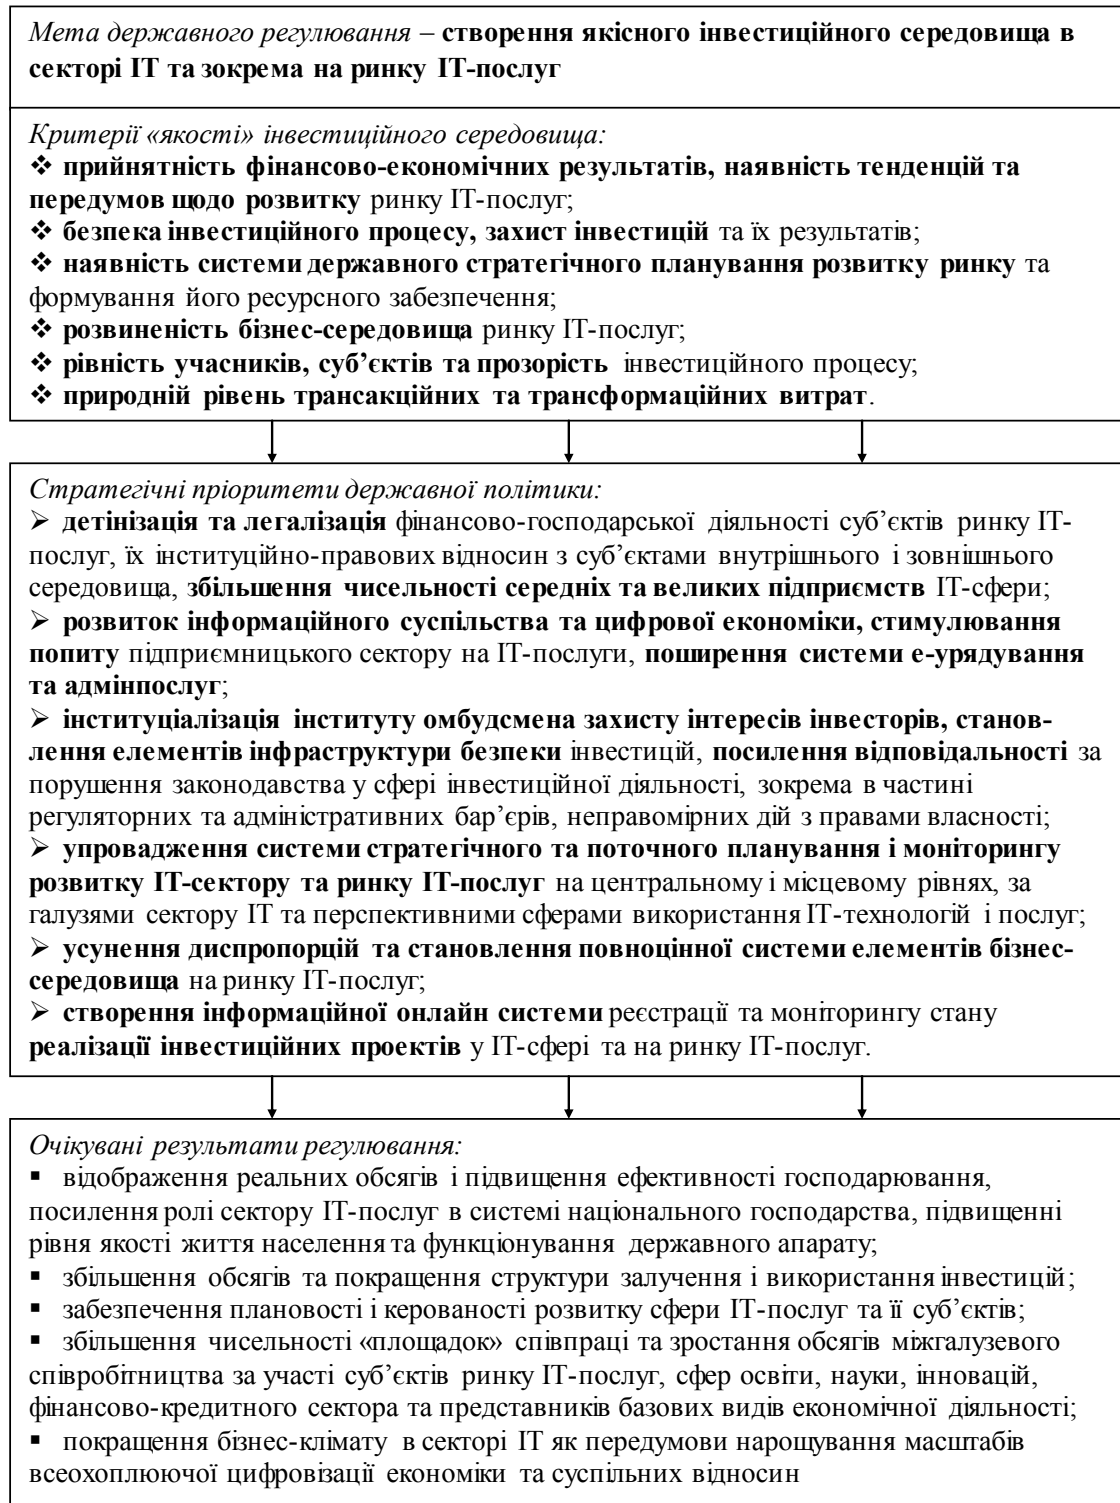 Мета державного регулювання – створення якісного інвестиційного середовища в
секторі ІТ та зокрема на ринку ІТ-послуг
Критерії «якості» інвестиційного середовища:
❖ прийнятність фінансово-економічних результатів, наявність тенденцій та
передумов щодо розвитку ринку ІТ-послуг;
❖ безпека інвестиційного процесу, захист інвестицій та їх результатів;
❖ наявність системи державного стратегічного планування розвитку ринку та
формування його ресурсного забезпечення;
❖ розвиненість бізнес-середовища ринку ІТ-послуг;
❖ рівність учасників, суб’єктів та прозорість інвестиційного процесу;
❖ природній рівень трансакційних та трансформаційних витрат.
Стратегічні пріоритети державної політики:
➢ детінізація та легалізація фінансово-господарської діяльності суб’єктів ринку ІТ-
послуг, їх інституційно-правових відносин з суб’єктами внутрішнього і зовнішнього
середовища, збільшення чисельності середніх та великих підприємств ІТ-сфери;
➢ розвиток інформаційного суспільства та цифрової економіки, стимулювання
попиту підприємницького сектору на ІТ-послуги, поширення системи е-урядування
та адмінпослуг;
➢ інституціалізація інституту омбудсмена захисту інтересів інвесторів, станов-
лення елементів інфраструктури безпеки інвестицій, посилення відповідальності за
порушення законодавства у сфері інвестиційної діяльності, зокрема в частині
регуляторних та адміністративних бар’єрів, неправомірних дій з правами власності;
➢ упровадження системи стратегічного та поточного планування і моніторингу
розвитку ІТ-сектору та ринку ІТ-послуг на центральному і місцевому рівнях, за
галузями сектору ІТ та перспективними сферами використання ІТ-технологій і послуг;
➢ усунення диспропорцій та становлення повноцінної системи елементів бізнес-
середовища на ринку ІТ-послуг;
➢ створення інформаційної онлайн системи реєстрації та моніторингу стану
реалізації інвестиційних проектів у ІТ-сфері та на ринку ІТ-послуг.
Очікувані результати регулювання:
▪ відображення реальних обсягів і підвищення ефективності господарювання,
посилення ролі сектору ІТ-послуг в системі національного господарства, підвищенні
рівня якості життя населення та функціонування державного апарату;
▪ збільшення обсягів та покращення структури залучення і використання інвестицій;
▪ забезпечення плановості і керованості розвитку сфери ІТ-послуг та її суб’єктів;
▪ збільшення чисельності «площадок» співпраці та зростання обсягів міжгалузевого
співробітництва за участі суб’єктів ринку ІТ-послуг, сфер освіти, науки, інновацій,
фінансово-кредитного сектора та представників базових видів економічної діяльності;
▪ покращення бізнес-клімату в секторі ІТ як передумови нарощування масштабів
всеохоплюючої цифровізації економіки та суспільних відносин